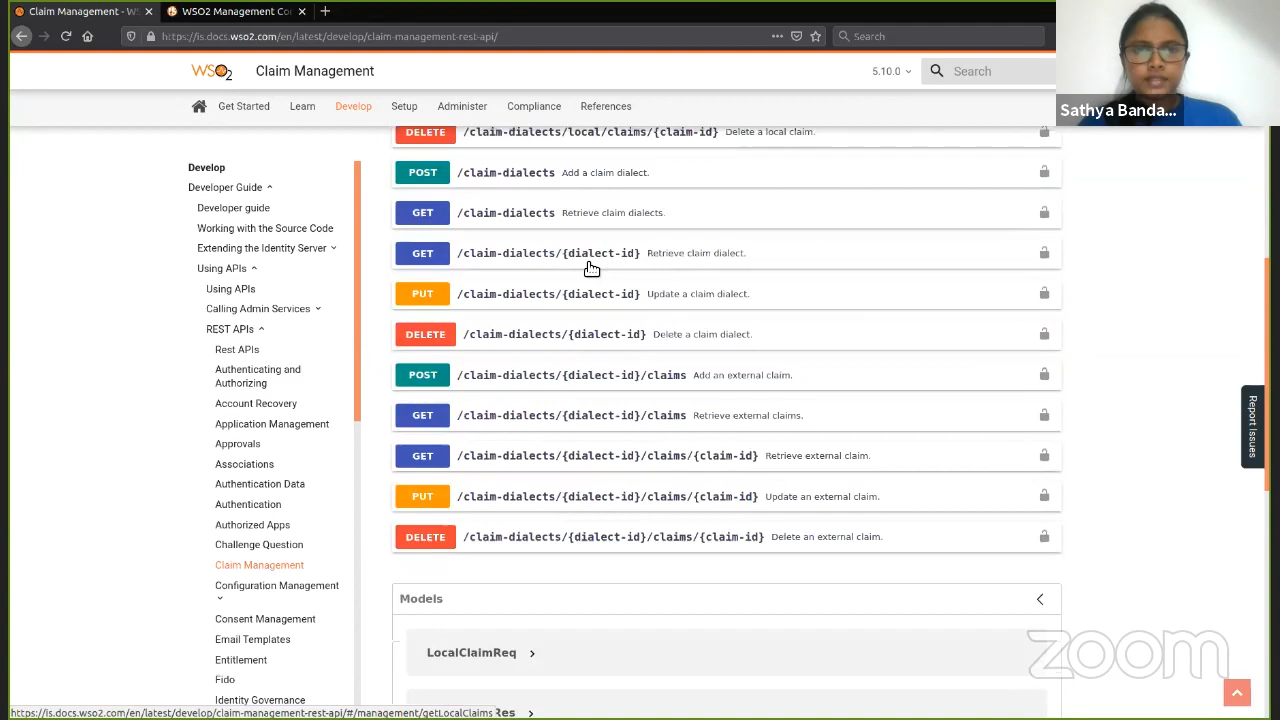 Claim Management - WS
WSO2 Management Co
https://is.docs.wso2.com/en/latest/develop/claim-management-rest-api/
Search
WSO2
Claim Management
5.10.0
Search
Sathya Banda...
Get Started
Learn
Develop
Setup
Administer
Compliance
References
Develop
Developer Guide
Developer guide
Working with the Source Code
Extending the Identity Server
Using APIs
Using APIs
Calling Admin Services
REST APIs
Rest APIs
Authenticating and
Authorizing
Account Recovery
Application Management
Approvals
Associations
Authentication Data
Authentication
Authorized Apps
Challenge Question
Claim Management
Configuration Management
Consent Management
Email Templates
Entitlement
Fido
Identity Governance
DELETE /claim-dialects/local/claims/{claim-id} Delete a local claim.
POST /claim-dialects Add a claim dialect.
GET /claim-dialects Retrieve claim dialects.
GET /claim-dialects/{dialect-id} Retrieve claim dialect.
PUT /claim-dialects/{dialect-id} Update a claim dialect.
DELETE /claim-dialects/{dialect-id} Delete a claim dialect.
POST /claim-dialects/{dialect-id}/claims Add an external claim.
GET /claim-dialects/{dialect-id}/claims Retrieve external claims.
GET /claim-dialects/{dialect-id}/claims/{claim-id} Retrieve external claim.
PUT /claim-dialects/{dialect-id}/claims/{claim-id} Update an external claim.
DELETE /claim-dialects/{dialect-id}/claims/{claim-id} Delete an external claim.
Models
LocalClaimReq
Res
Report Issues
zoom
https://is.docs.wso2.com/en/latest/develop/claim-management-rest-api/#/management/getLocalClaims